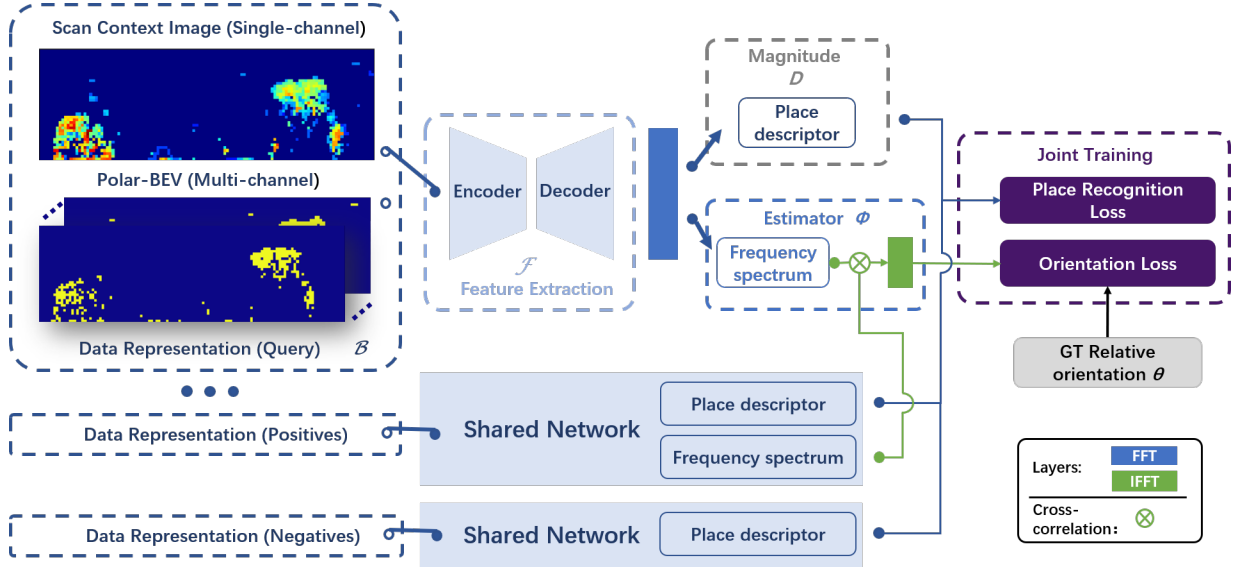 Scan Context Image (Single-channel)
Polar-BEV (Multi-channel)
Data Representation (Query) ℬ
Encoder
Decoder
ℱ
Feature Extraction
Magnitude
D
Place
descriptor
Estimator Φ
Frequency
spectrum
Joint Training
Place Recognition
Loss
Orientation Loss
GT Relative
orientation θ
Data Representation (Positives)
Shared Network
Place descriptor
Frequency spectrum
Data Representation (Negatives)
Shared Network
Place descriptor
Layers:
FFT
IFFT
Cross-
correlation: